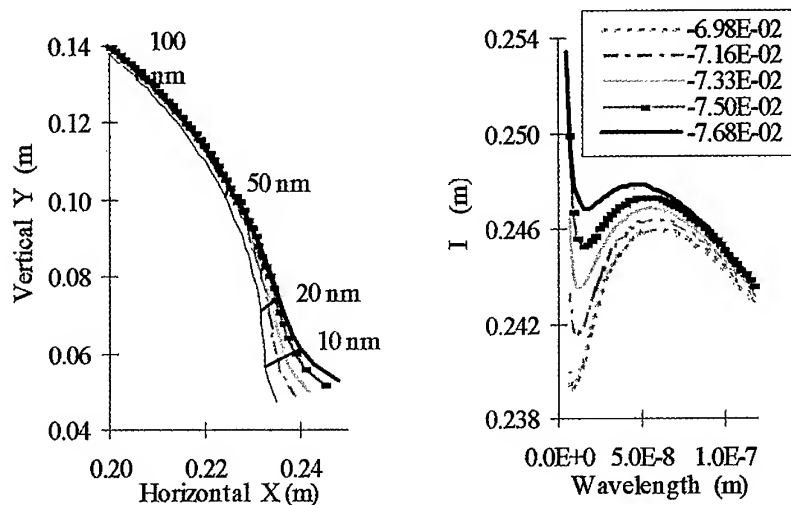 0.14
0.12
0.10
0.08
0.06
0.04
0.20
0.22
0.24
Vertical Y (m
Horizontal X (m)
100
nm
50 nm
20 nm
10 nm
0.254
0.250
0.246
0.242
0.238
0.0E+0
5.0E-8
1.0E-7
I (m)
Wavelength (m)
-6.98E-02
-7.16E-02
-7.33E-02
-7.50E-02
-7.68E-02